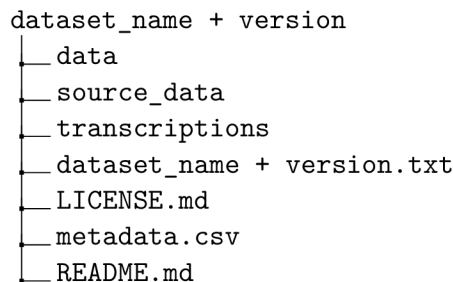 dataset_name + version
data
source_data
transcriptions
dataset_name + version.txt
LICENSE.md
metadata.csv
README.md